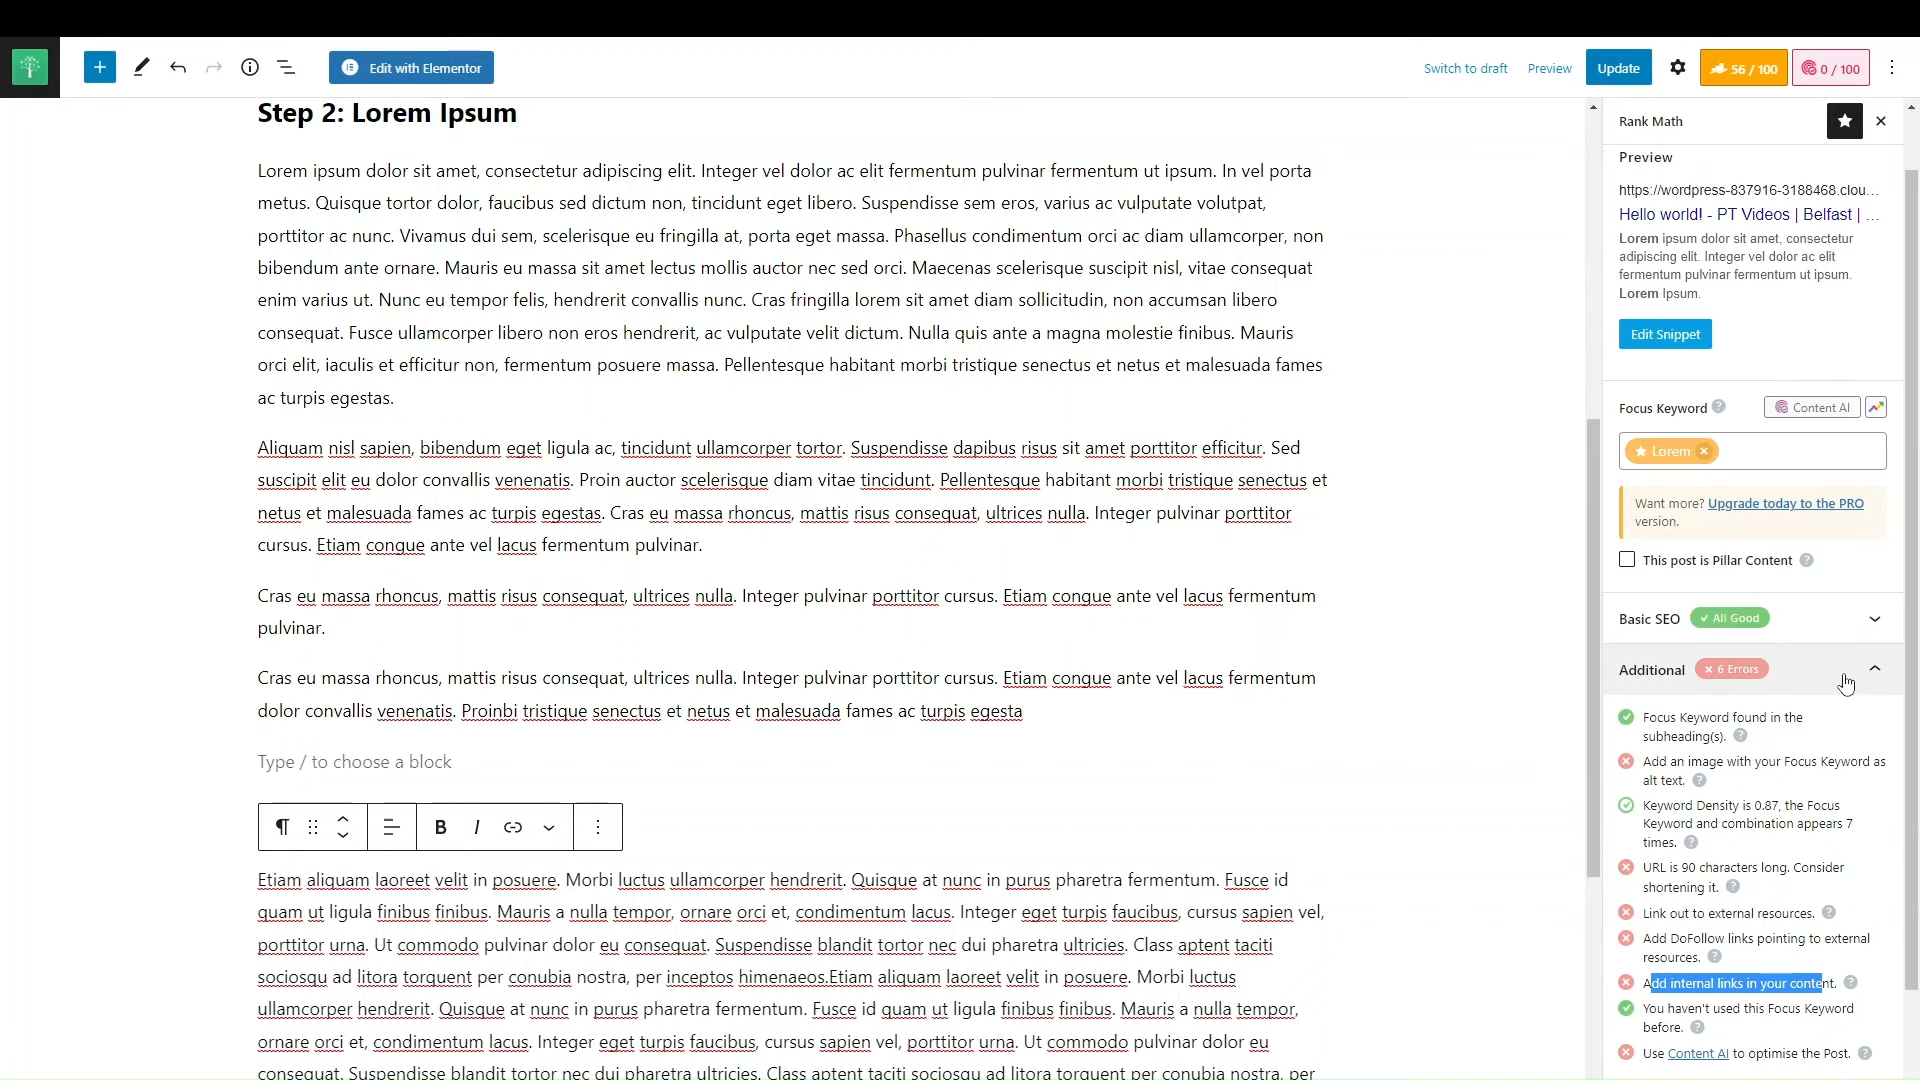 Edit with Elementor
Switch to draft
Preview
Update
56 / 100
0 / 100
Step 2: Lorem Ipsum
Lorem ipsum dolor sit amet, consectetur adipiscing elit. Integer vel dolor ac elit fermentum pulvinar fermentum ut ipsum. In vel porta
metus. Quisque tortor dolor, faucibus sed dictum non, tincidunt eget libero. Suspendisse sem eros, varius ac vulputate volutpat,
porttitor ac nunc. Vivamus dui sem, scelerisque eu fringilla at, porta eget massa. Phasellus condimentum orci ac diam ullamcorper, non
bibendum ante ornare. Mauris eu massa sit amet lectus mollis auctor nec sed orci. Maecenas scelerisque suscipit nisl, vitae consequat
enim varius ut. Nunc eu tempor felis, hendrerit convallis nunc. Cras fringilla lorem sit amet diam sollicitudin, non accumsan libero
consequat. Fusce ullamcorper libero non eros hendrerit, ac vulputate velit dictum. Nulla quis ante a magna molestie finibus. Mauris
orci elit, iaculis et efficitur non, fermentum posuere massa. Pellentesque habitant morbi tristique senectus et netus et malesuada fames
ac turpis egestas.
Aliquam nisl sapien, bibendum eget ligula ac, tincidunt ullamcorper tortor. Suspendisse dapibus risus sit amet porttitor efficitur. Sed
suscipit elit eu dolor convallis venenatis. Proin auctor scelerisque diam vitae tincidunt. Pellentesque habitant morbi tristique senectus et
netus et malesuada fames ac turpis egestas. Cras eu massa rhoncus, mattis risus consequat, ultrices nulla. Integer pulvinar porttitor
cursus. Etiam congue ante vel lacus fermentum pulvinar.
Cras eu massa rhoncus, mattis risus consequat, ultrices nulla. Integer pulvinar porttitor cursus. Etiam congue ante vel lacus fermentum
pulvinar.
Cras eu massa rhoncus, mattis risus consequat, ultrices nulla. Integer pulvinar porttitor cursus. Etiam congue ante vel lacus fermentum
dolor convallis venenatis. Proinbi tristique senectus et netus et malesuada fames ac turpis egesta
Type / to choose a block
B I
Etiam aliquam laoreet velit in posuere. Morbi luctus ullamcorper hendrerit. Quisque at nunc in purus pharetra fermentum. Fusce id
quam ut ligula finibus finibus. Mauris a nulla tempor, ornare orci et, condimentum lacus. Integer eget turpis faucibus, cursus sapien vel,
porttitor urna. Ut commodo pulvinar dolor eu consequat. Suspendisse blandit tortor nec dui pharetra ultricies. Class aptent taciti
sociosqu ad litora torquent per conubia nostra, per inceptos himenaeos.Etiam aliquam laoreet velit in posuere. Morbi luctus
ullamcorper hendrerit. Quisque at nunc in purus pharetra fermentum. Fusce id quam ut ligula finibus finibus. Mauris a nulla tempor,
ornare orci et, condimentum lacus. Integer eget turpis faucibus, cursus sapien vel, porttitor urna. Ut commodo pulvinar dolor eu
consequat. Suspendisse blandit tortor nec dui pharetra ultricies. Class aptent taciti sociosqu ad litora torquent per conubia nostra, per
Rank Math
Preview
https://wordpress-837916-3188468.clou...
Hello world! - PT Videos | Belfast | ...
Lorem ipsum dolor sit amet, consectetur
adipiscing elit. Integer vel dolor ac elit
fermentum pulvinar fermentum ut ipsum.
Lorem Ipsum.
Edit Snippet
Focus Keyword
Content AI
Lorem
Want more? Upgrade today to the PRO
version.
This post is Pillar Content
Basic SEO
All Good
Additional
6 Errors
Focus Keyword found in the
subheading(s).
Add an image with your Focus Keyword as
alt text.
Keyword Density is 0.87, the Focus
Keyword and combination appears 7
times.
URL is 90 characters long. Consider
shortening it.
Link out to external resources.
Add DoFollow links pointing to external
resources.
Add internal links in your content.
You haven't used this Focus Keyword
before.
Use Content AI to optimise the Post.